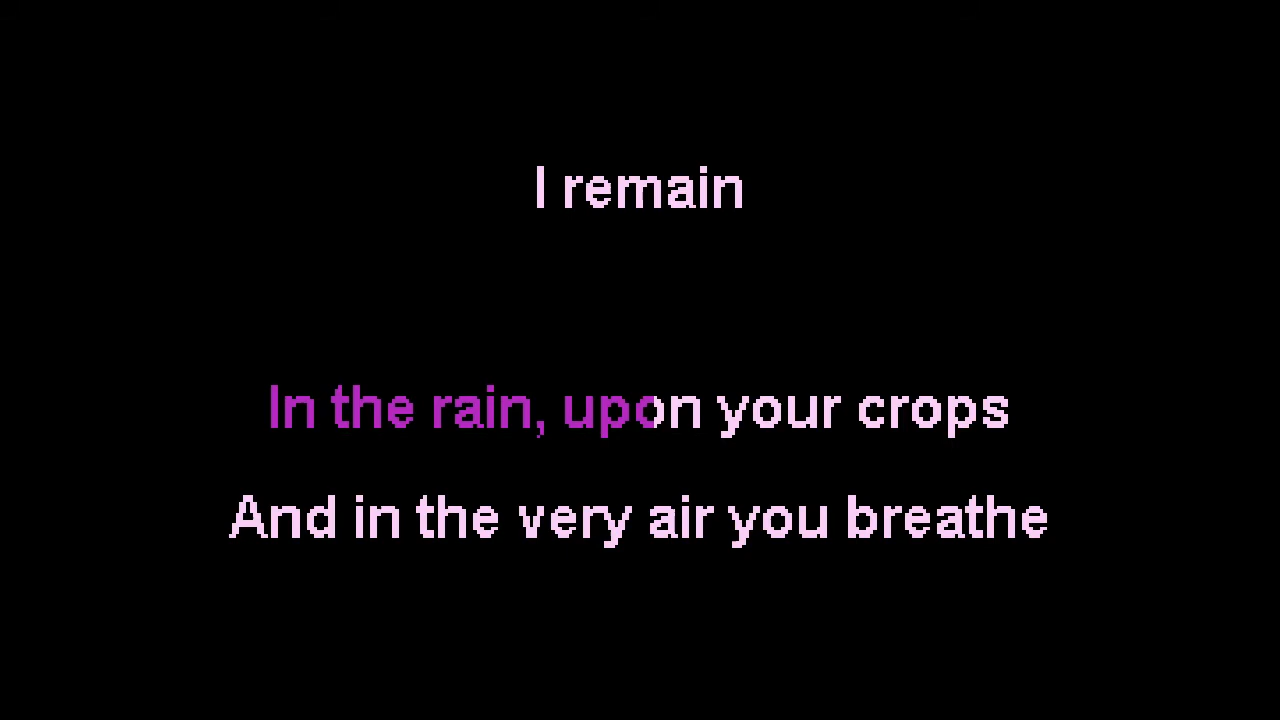 I remain
In the rain, upon your crops
And in the very air you breathe